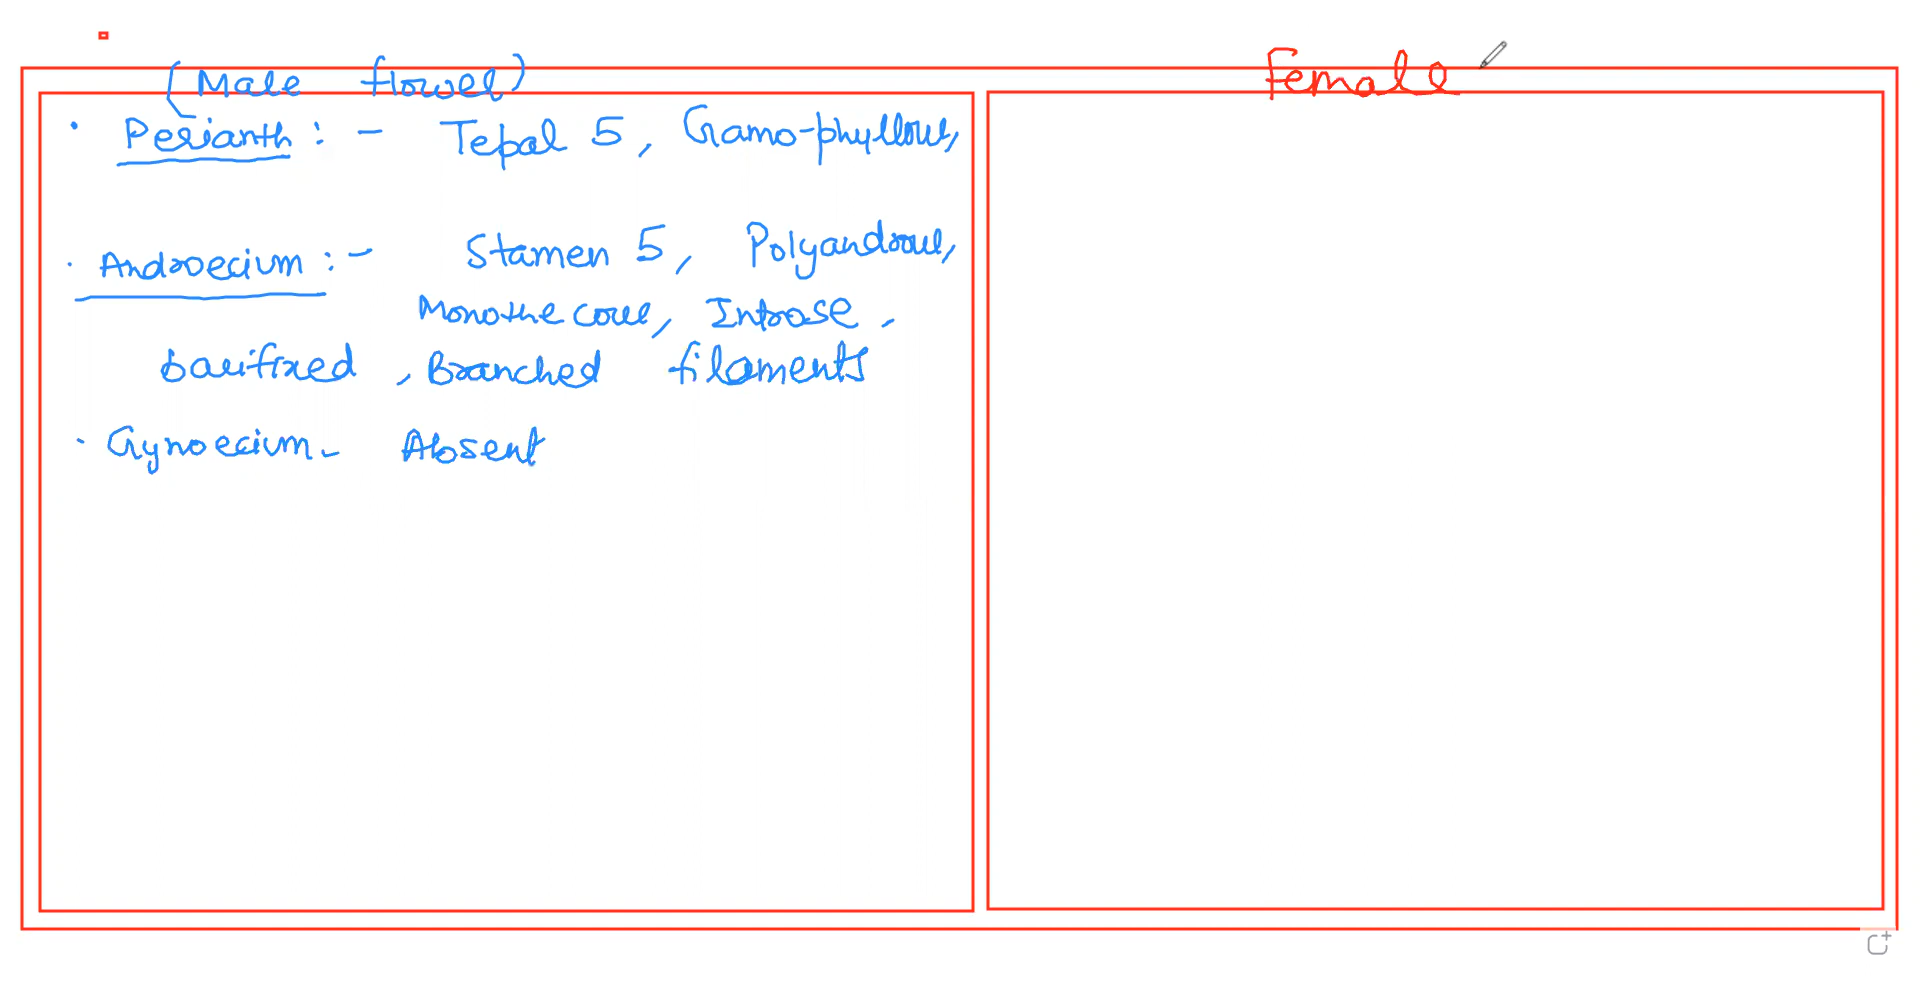 (Male flower)
• Perianth :- Tepal 5, Gamo-phyllous,
• Androecium :- Stamen 5, Polyandrous,
Monothecous, Introse,
basifixed, Branched filaments
• Gynoecium - Absent
Female